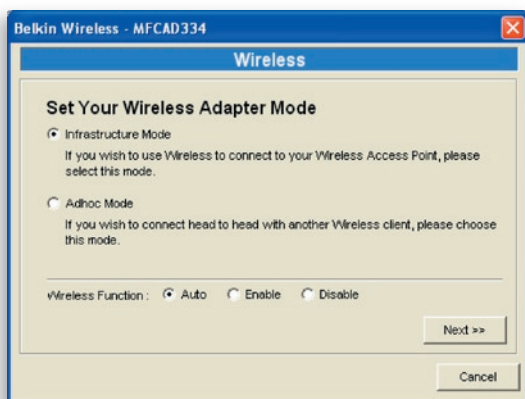 Belkin Wireless - MFCAD334
Wireless
Set Your Wireless Adapter Mode
Infrastructure Mode
If you wish to use Wireless to connect to your Wireless Access Point, please
select this mode.
Adhoc Mode
If you wish to connect head to head with another Wireless client, please choose
this mode.
Wireless Function : Auto Enable Disable
Next >>
Cancel